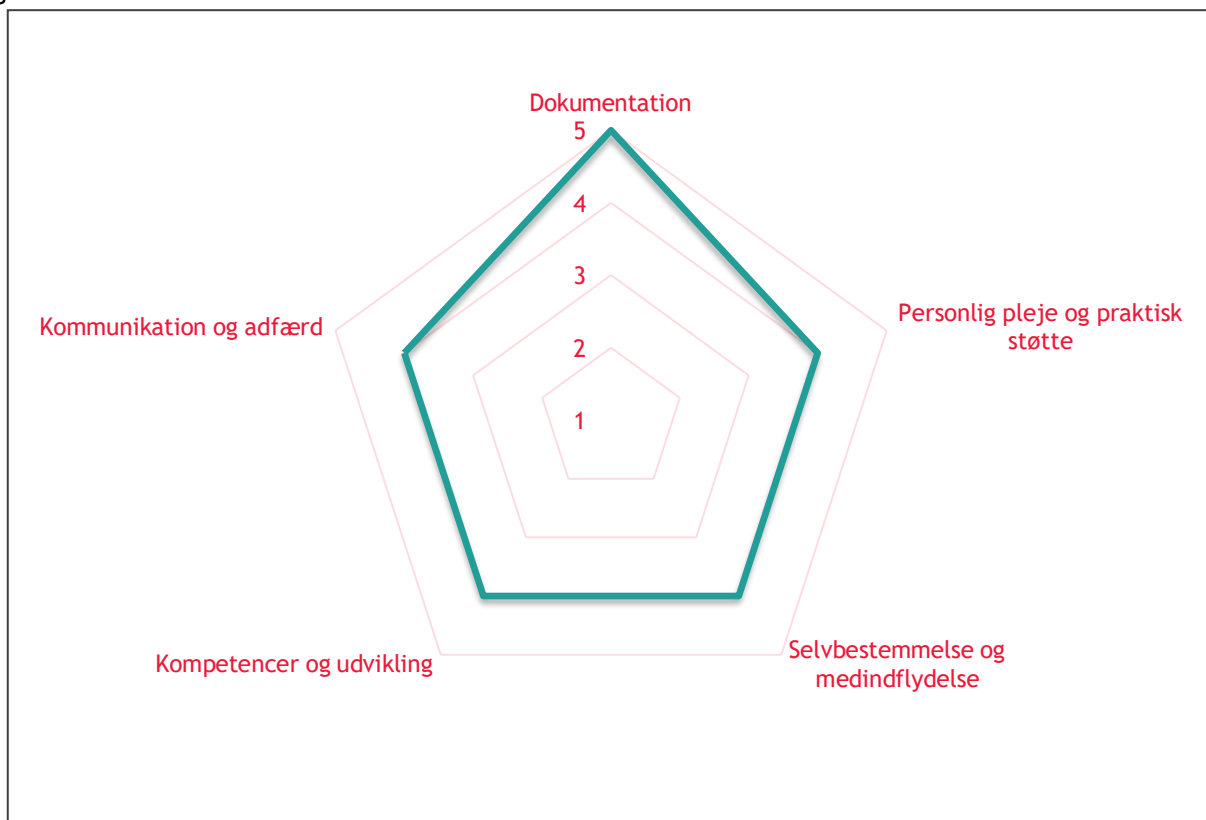 Dokumentation
5
4
3
2
1
Personlig pleje og praktisk
støtte
Selvbestemmelse og
medindflydelse
Kompetencer og udvikling
Kommunikation og adfærd